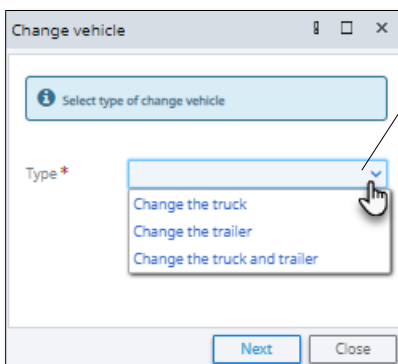 Change vehicle
Select type of change vehicle
Type *
Change the truck
Change the trailer
Change the truck and trailer
Next
Close